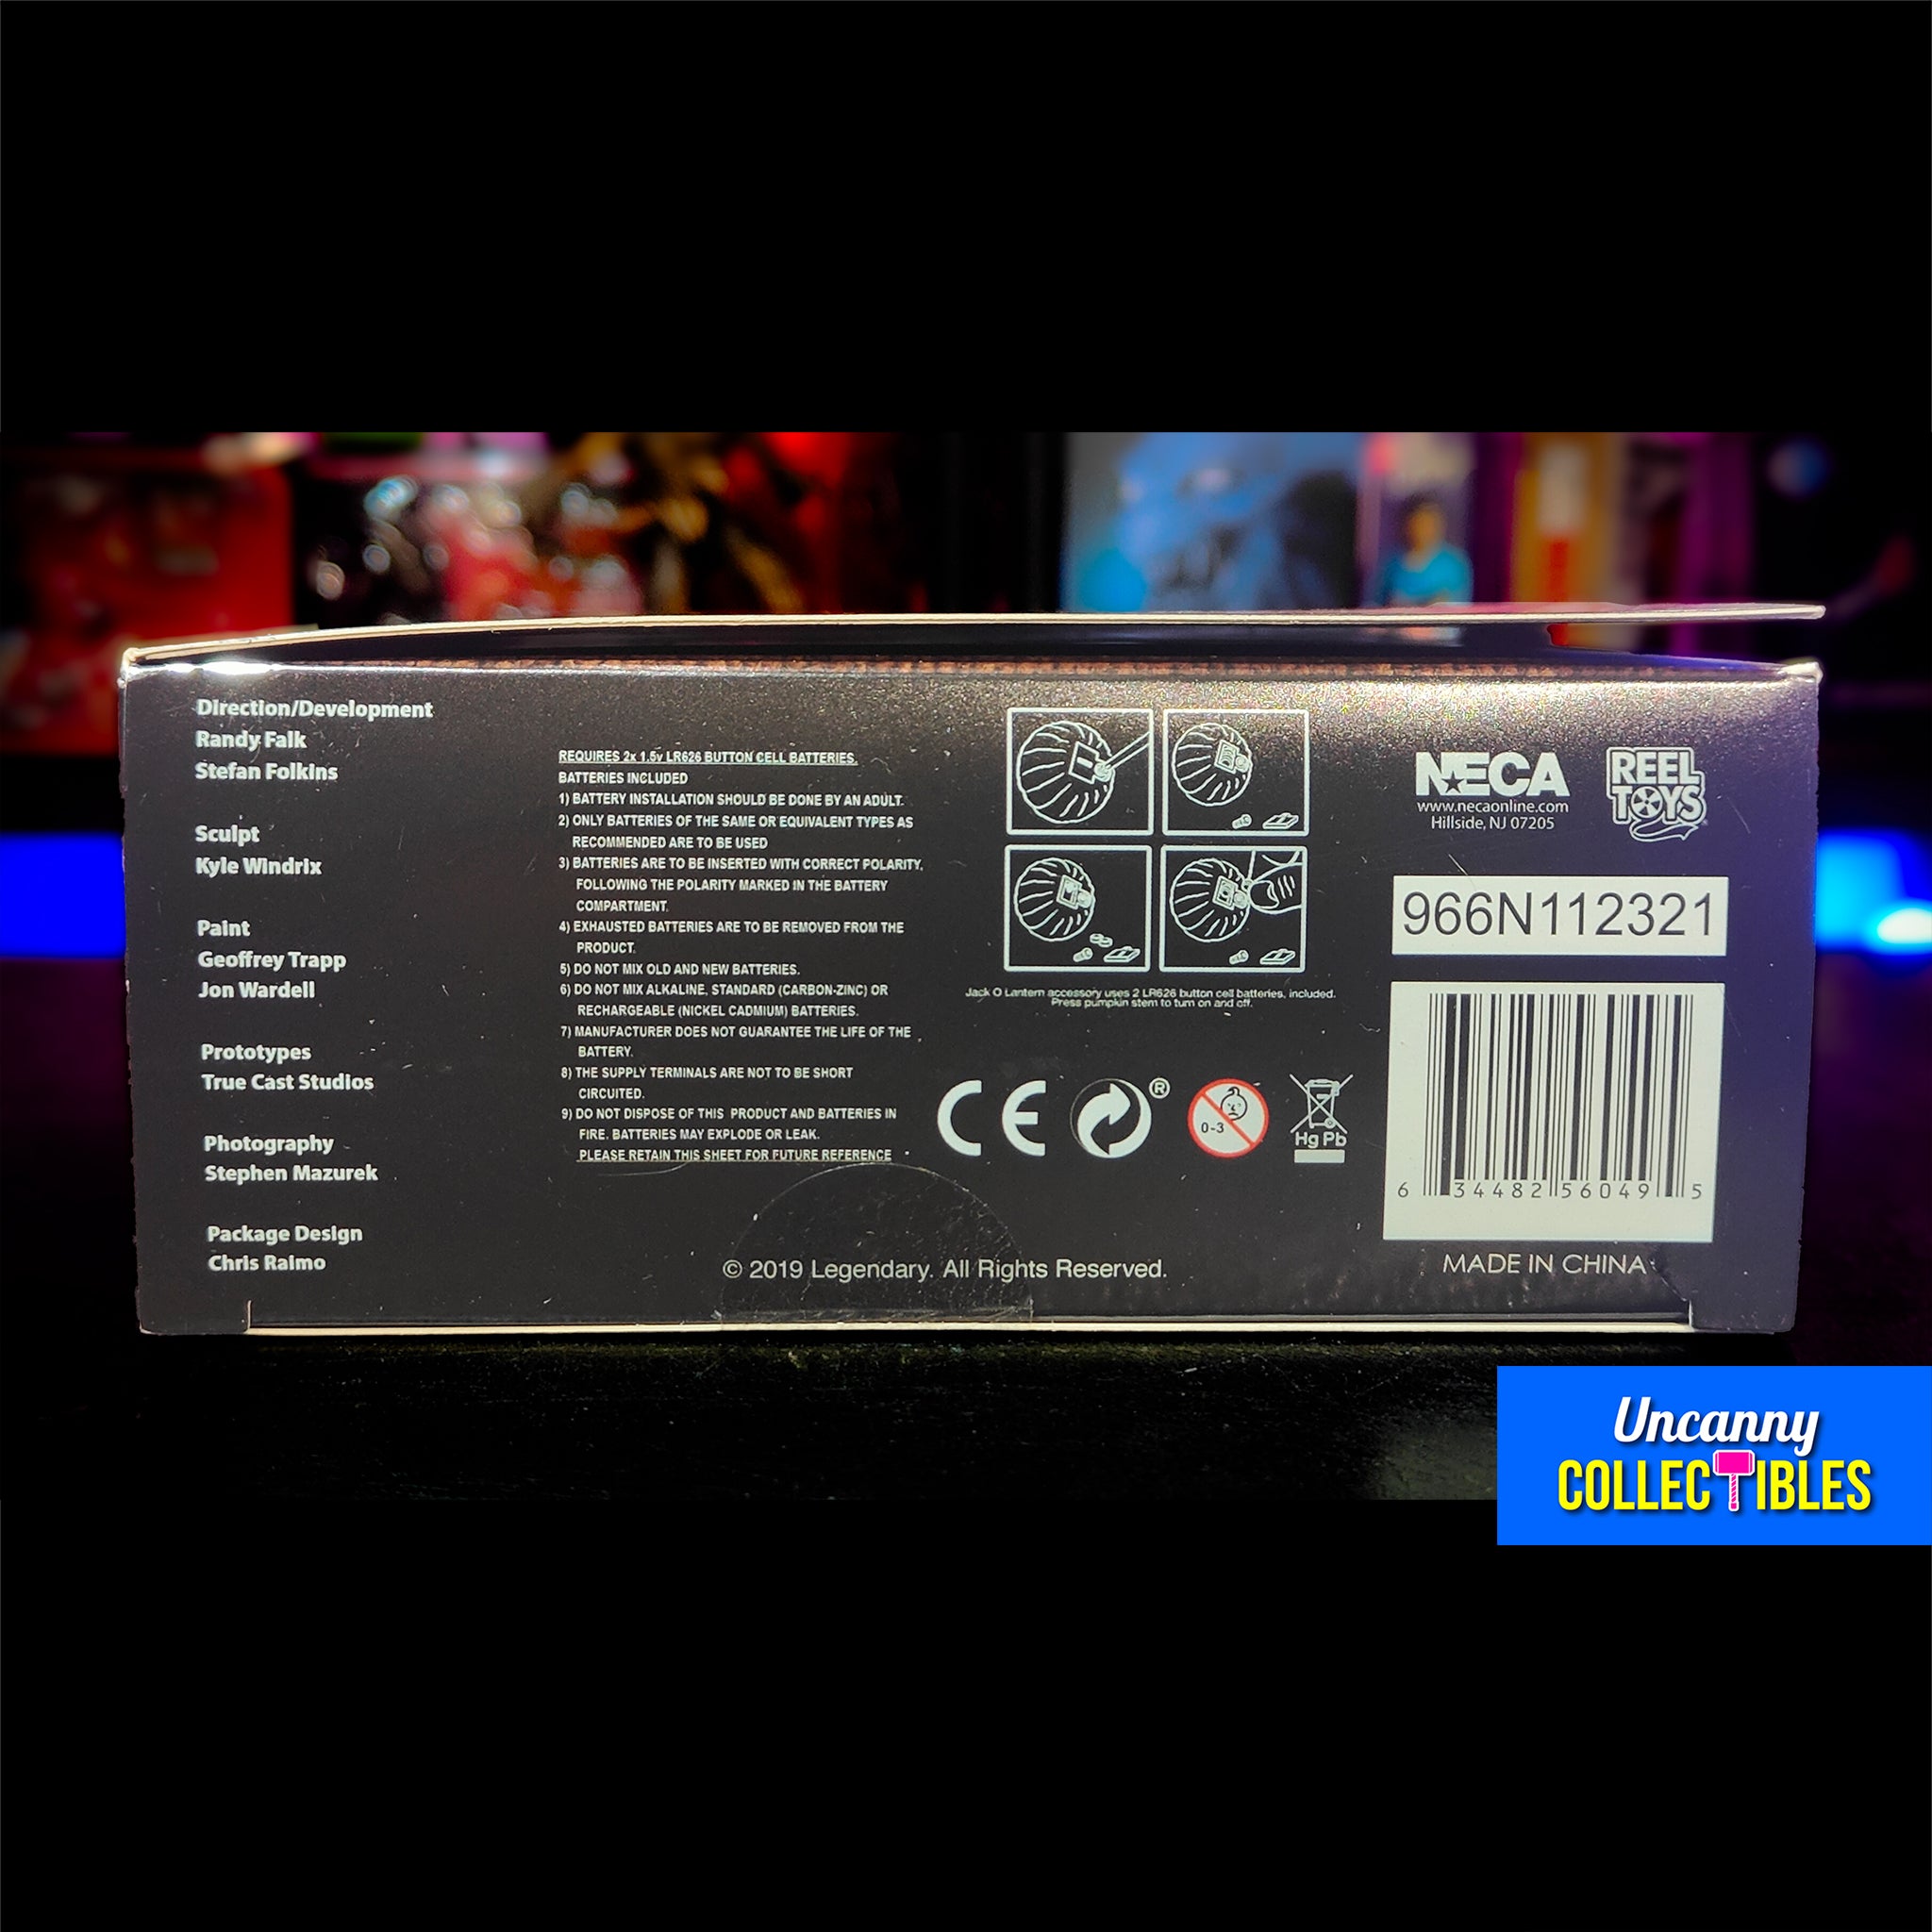 Direction/Development
Randy Falk
Stefan Folkins
Sculpt
Kyle Windrix
Paint
Geoffrey Trapp
Jon Wardell
Prototypes
True Cast Studios
Photography
Stephen Mazurek
Package Design
Chris Raimo
REQUIRES 2x 1.5v LR626 BUTTON CELL BATTERIES.
BATTERIES INCLUDED
1) BATTERY INSTALLATION SHOULD BE DONE BY AN ADULT.
2) ONLY BATTERIES OF THE SAME OR EQUIVALENT TYPES AS
RECOMMENDED ARE TO BE USED
3) BATTERIES ARE TO BE INSERTED WITH CORRECT POLARITY,
FOLLOWING THE POLARITY MARKED IN THE BATTERY
COMPARTMENT.
4) EXHAUSTED BATTERIES ARE TO BE REMOVED FROM THE
PRODUCT.
5) DO NOT MIX OLD AND NEW BATTERIES.
6) DO NOT MIX ALKALINE, STANDARD (CARBON-ZINC) OR
RECHARGEABLE (NICKEL CADMIUM) BATTERIES.
7) MANUFACTURER DOES NOT GUARANTEE THE LIFE OF THE
BATTERY.
8) THE SUPPLY TERMINALS ARE NOT TO BE SHORT
CIRCUITED.
9) DO NOT DISPOSE OF THIS PRODUCT AND BATTERIES IN
FIRE. BATTERIES MAY EXPLODE OR LEAK.
PLEASE RETAIN THIS SHEET FOR FUTURE REFERENCE
Jack O Lantern accessory uses 2 LR626 button cell batteries, included.
Press pumpkin stem to turn on and off.
CE ® 0-3 Hg Pb
© 2019 Legendary. All Rights Reserved.
NECA
www.necaonline.com
Hillside, NJ 07205
REEL
TOYS
966N112321
6 34482 56049 5
MADE IN CHINA
Uncanny
COLLECTIBLES